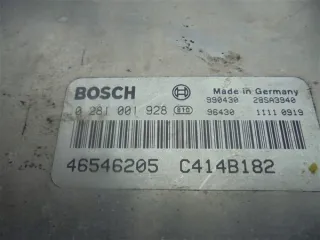 BOSCH
Made in Germany
990430 28SA3940
0 281 001 928
96430 1111 0919
46546205 C414B182